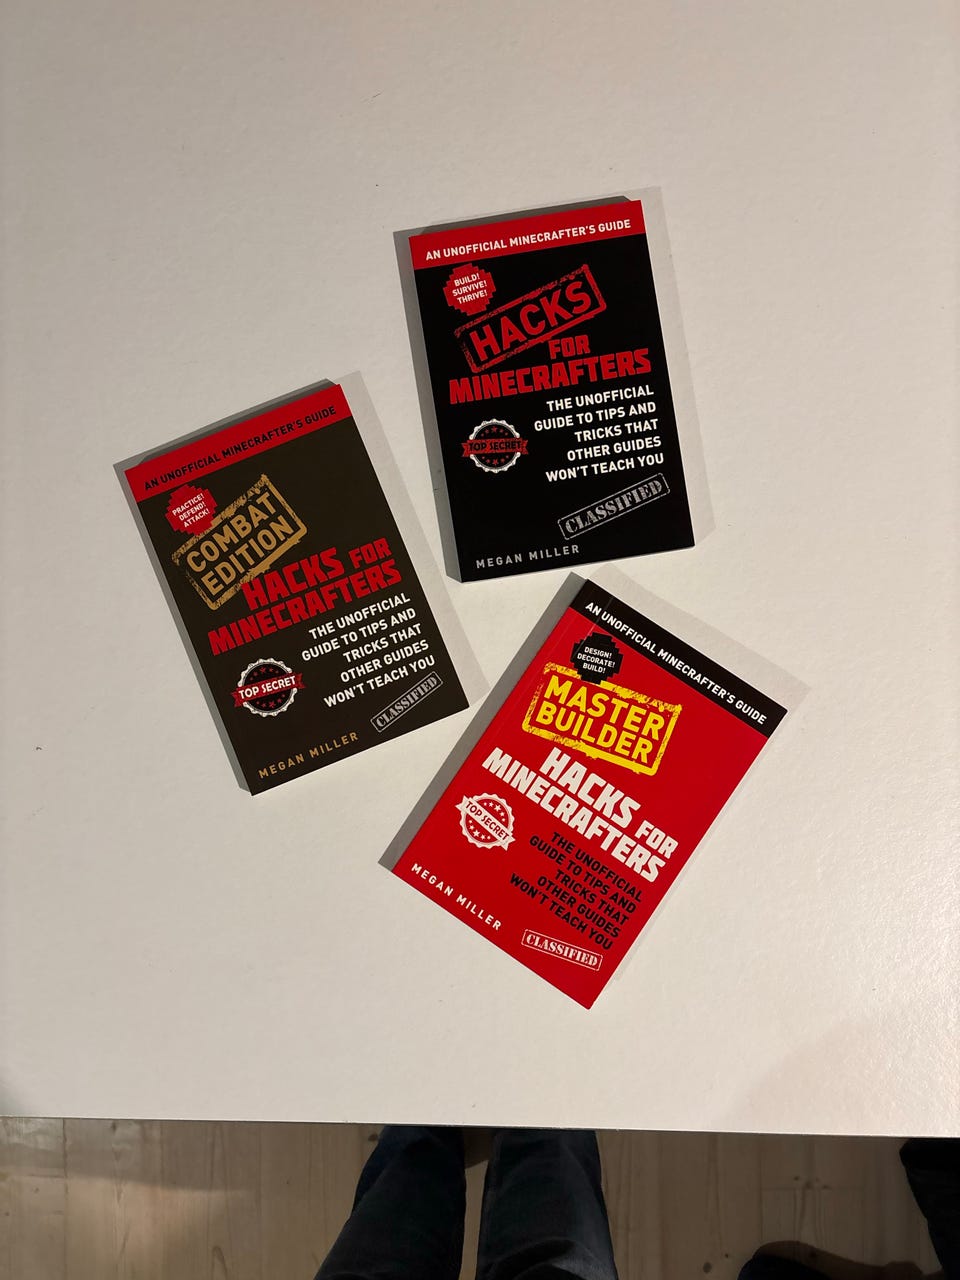 AN UNOFFICIAL MINECRAFTER'S GUIDE
BUILD!
SURVIVE!
THRIVE!
HACKS
FOR
MINECRAFTERS
THE UNOFFICIAL
GUIDE TO TIPS AND
TRICKS THAT
OTHER GUIDES
WON'T TEACH YOU
TOP SECRET
CLASSIFIED
MEGAN MILLER
AN UNOFFICIAL MINECRAFTER'S GUIDE
PRACTICE!
DEFEND!
ATTACK!
COMBAT
EDITION
HACKS FOR
MINECRAFTERS
THE UNOFFICIAL
GUIDE TO TIPS AND
TRICKS THAT
OTHER GUIDES
WON'T TEACH YOU
TOP SECRET
CLASSIFIED
MEGAN MILLER
AN UNOFFICIAL MINECRAFTER'S GUIDE
DESIGN!
DECORATE!
BUILD!
MASTER
BUILDER
HACKS FOR
MINECRAFTERS
TOP SECRET
THE UNOFFICIAL
GUIDE TO TIPS AND
TRICKS THAT
OTHER GUIDES
WON'T TEACH YOU
MEGAN MILLER
CLASSIFIED